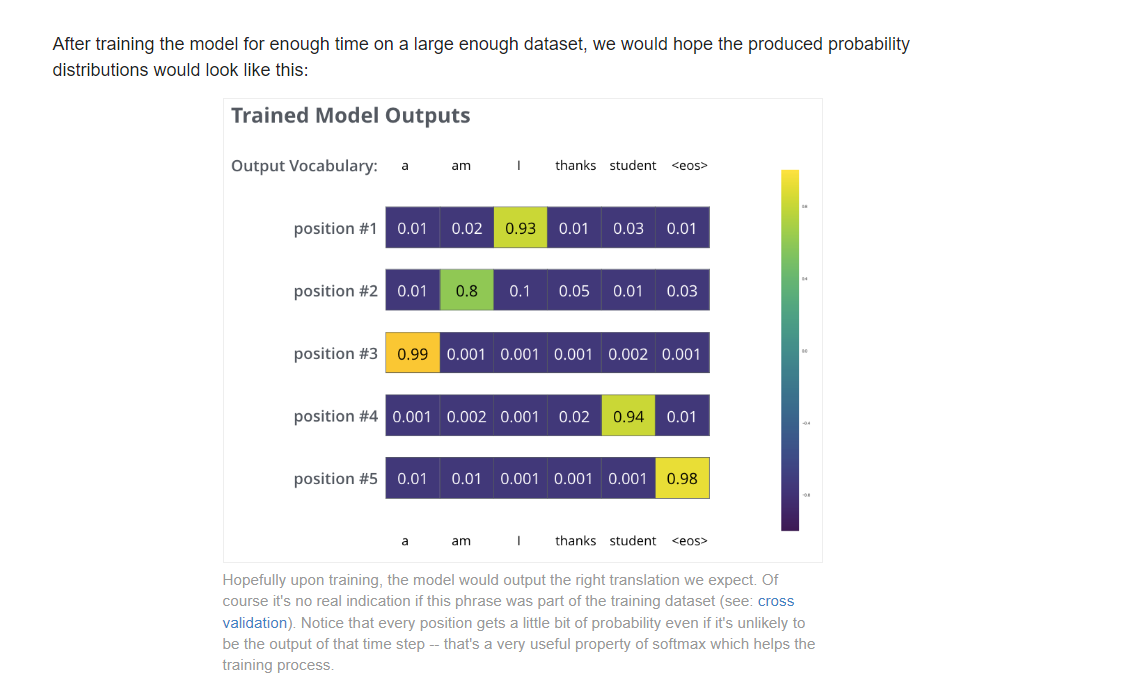 After training the model for enough time on a large enough dataset, we would hope the produced probability
distributions would look like this:
Trained Model Outputs
Output Vocabulary: a am I thanks student <eos>
position #1 0.01 0.02 0.93 0.01 0.03 0.01
position #2 0.01 0.8 0.1 0.05 0.01 0.03
position #3 0.99 0.001 0.001 0.001 0.002 0.001
position #4 0.001 0.002 0.001 0.02 0.94 0.01
position #5 0.01 0.01 0.001 0.001 0.001 0.98
a am I thanks student <eos>
Hopefully upon training, the model would output the right translation we expect. Of
course it's no real indication if this phrase was part of the training dataset (see: cross
validation). Notice that every position gets a little bit of probability even if it's unlikely to
be the output of that time step -- that's a very useful property of softmax which helps the
training process.